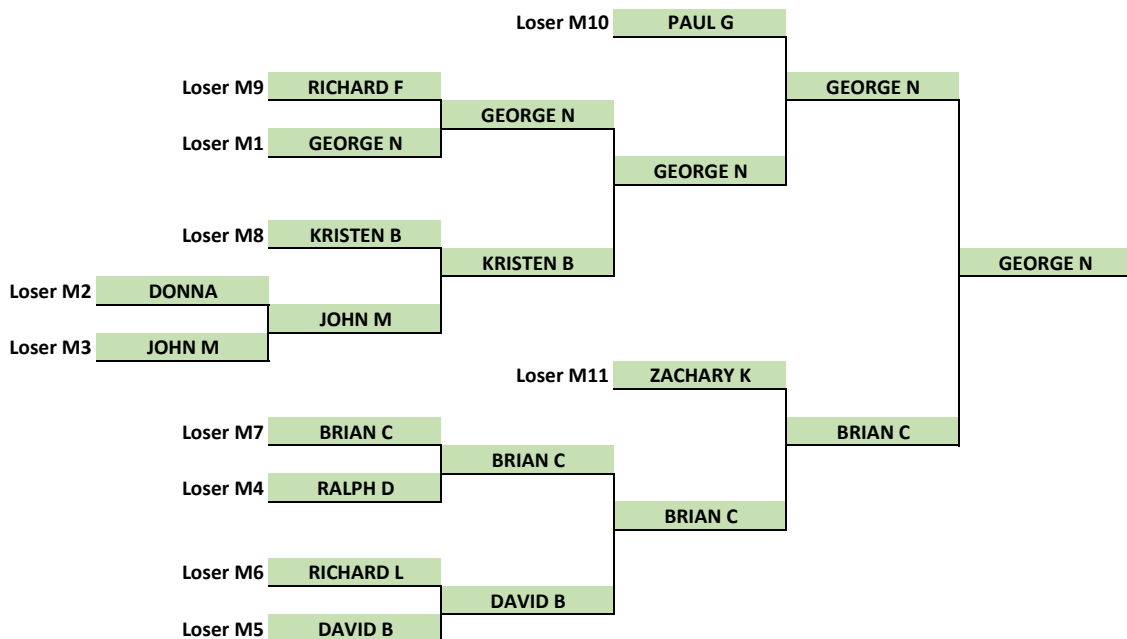 Loser M10 PAUL G
Loser M9 RICHARD F GEORGE N
GEORGE N
Loser M1 GEORGE N
GEORGE N
Loser M8 KRISTEN B
KRISTEN B GEORGE N
Loser M2 DONNA
JOHN M
Loser M3 JOHN M
Loser M11 ZACHARY K
Loser M7 BRIAN C BRIAN C
BRIAN C
Loser M4 RALPH D
BRIAN C
Loser M6 RICHARD L
DAVID B
Loser M5 DAVID B